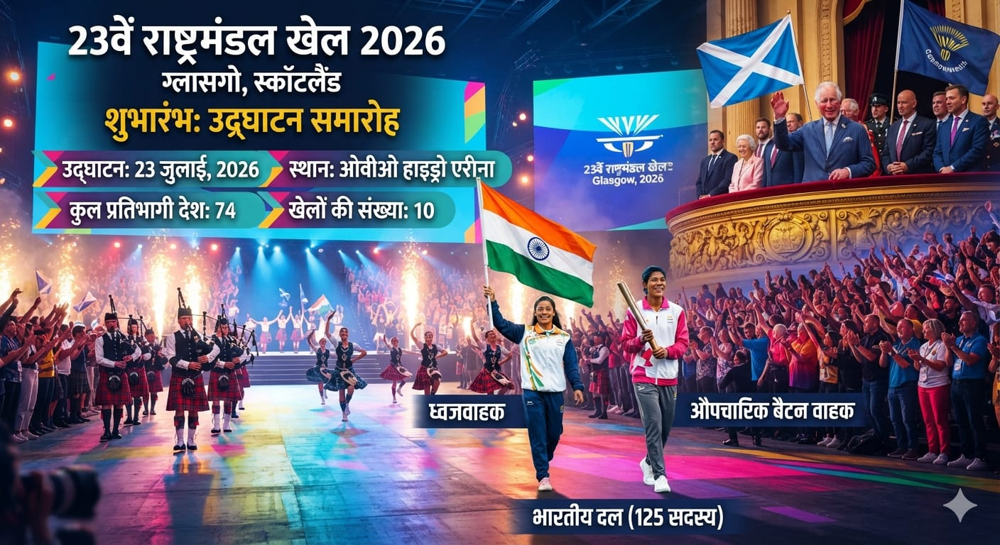 23वें राष्ट्रमंडल खेल 2026
ग्लासगो, स्कॉटलैंड
शुभारंभ: उद्घाटन समारोह
उद्घाटन: 23 जुलाई, 2026
स्थान: ओवीओ हाइड्रो एरीना
कुल प्रतिभागी देश: 74
खेलों की संख्या: 10
Commonwealth
23वें राष्ट्रमंडल खेल
Glasgow, 2026
ध्वजवाहक
औपचारिक बैटन वाहक
भारतीय दल (125 सदस्य)